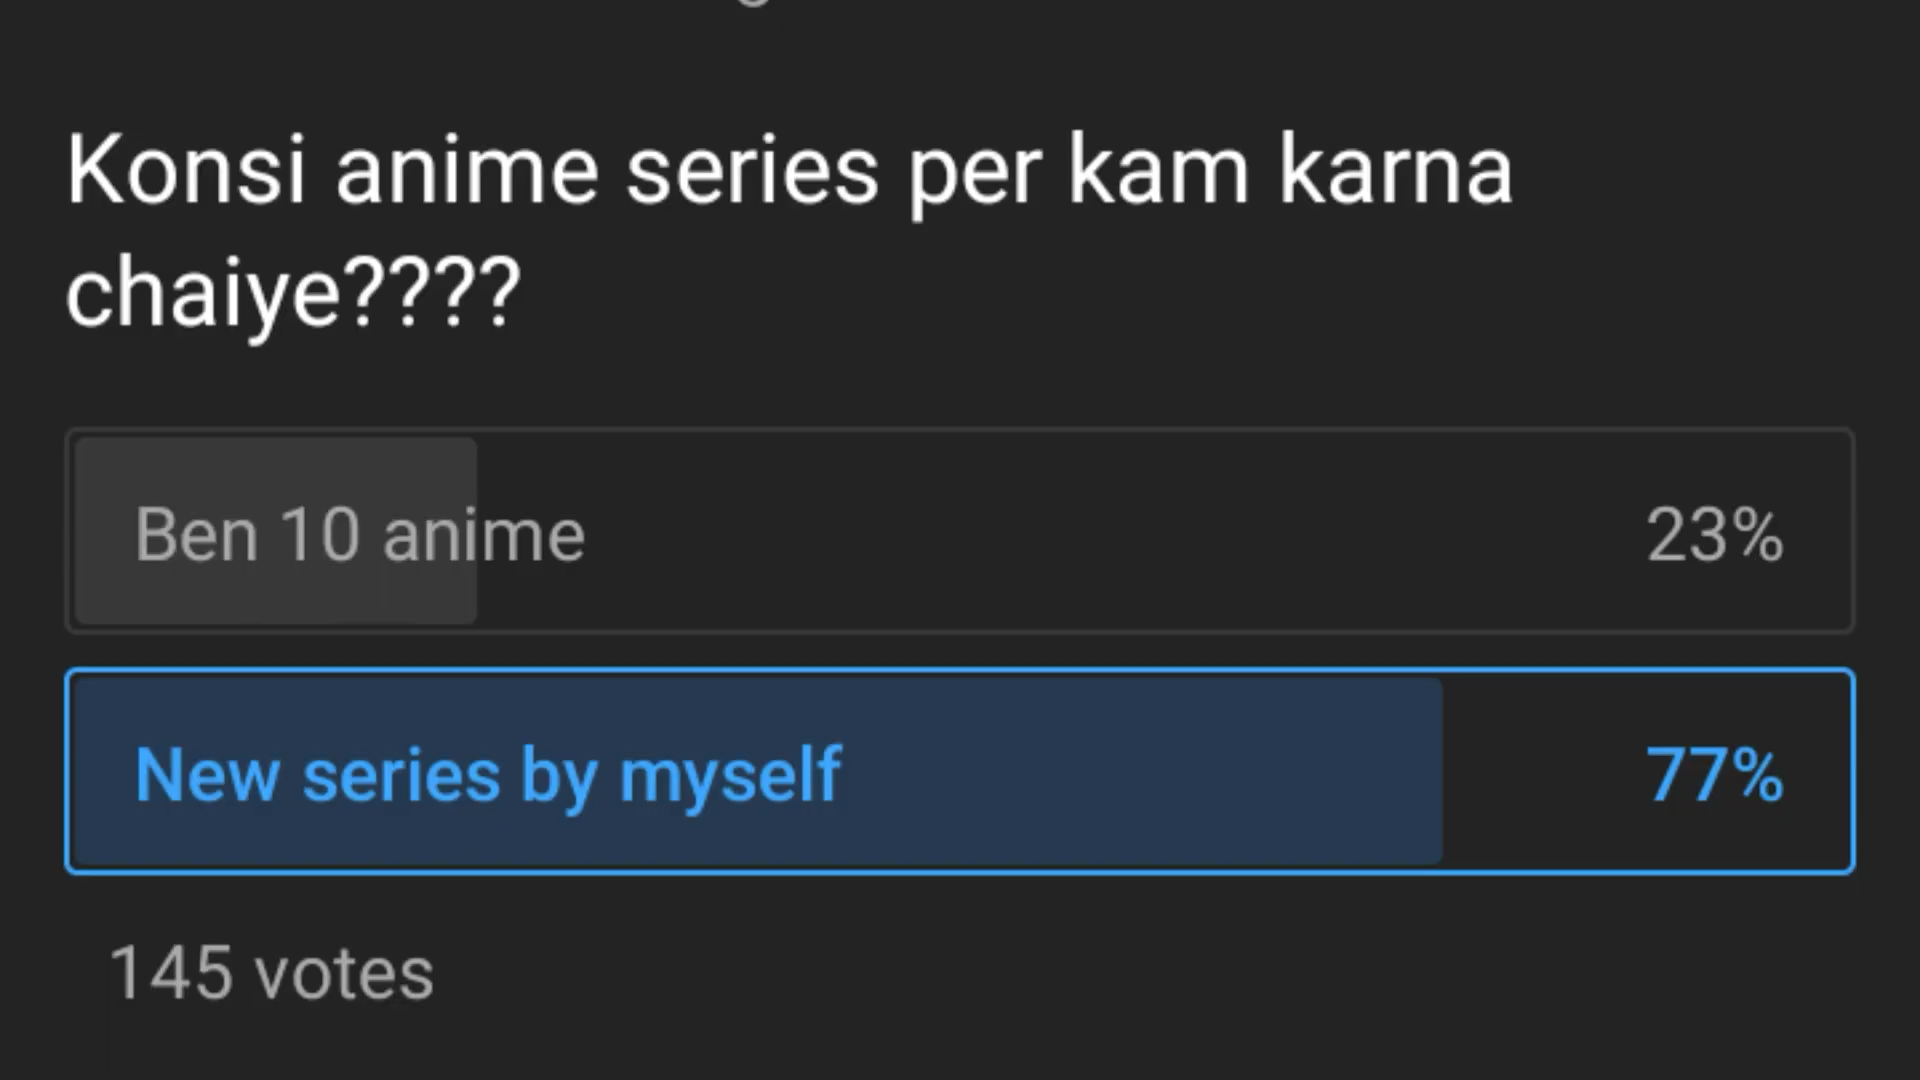 Konsi anime series per kam karna
chaiye????
Ben 10 anime 23%
New series by myself 77%
145 votes